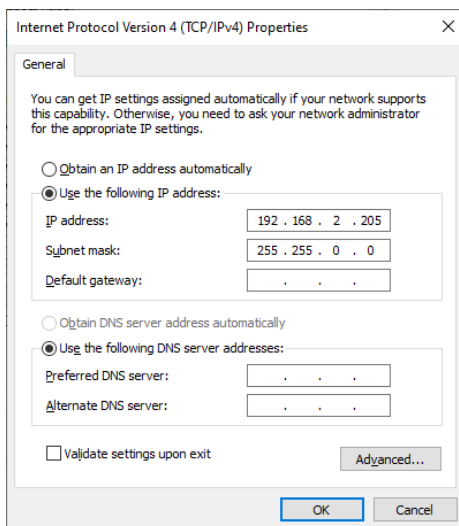 Internet Protocol Version 4 (TCP/IPv4) Properties
General
You can get IP settings assigned automatically if your network supports
this capability. Otherwise, you need to ask your network administrator
for the appropriate IP settings.
Obtain an IP address automatically
Use the following IP address:
IP address: 192 . 168 . 2 . 205
Subnet mask: 255 . 255 . 0 . 0
Default gateway: . . .
Obtain DNS server address automatically
Use the following DNS server addresses:
Preferred DNS server: . . .
Alternate DNS server: . . .
Validate settings upon exit
Advanced...
OK Cancel